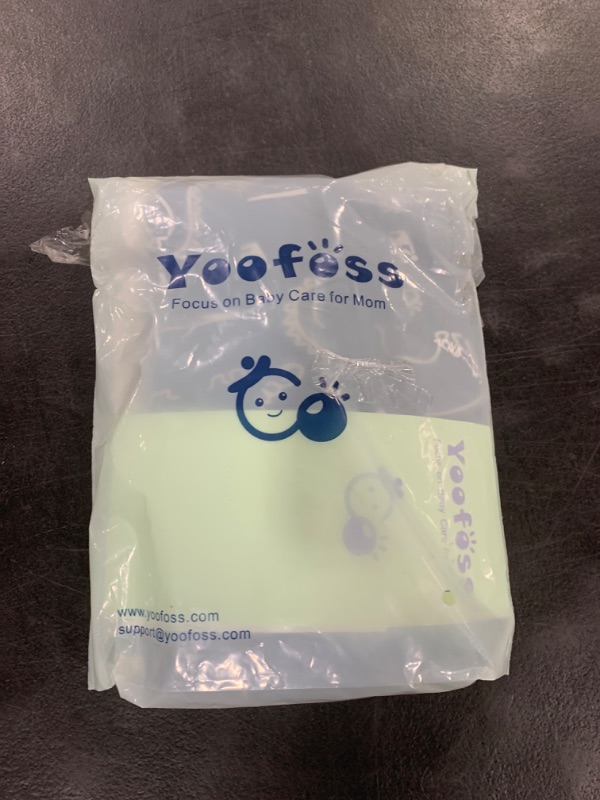 Yoofoss
Focus on Baby Care for Mom
Yoofoss
www.yoofoss.com
support@yoofoss.com